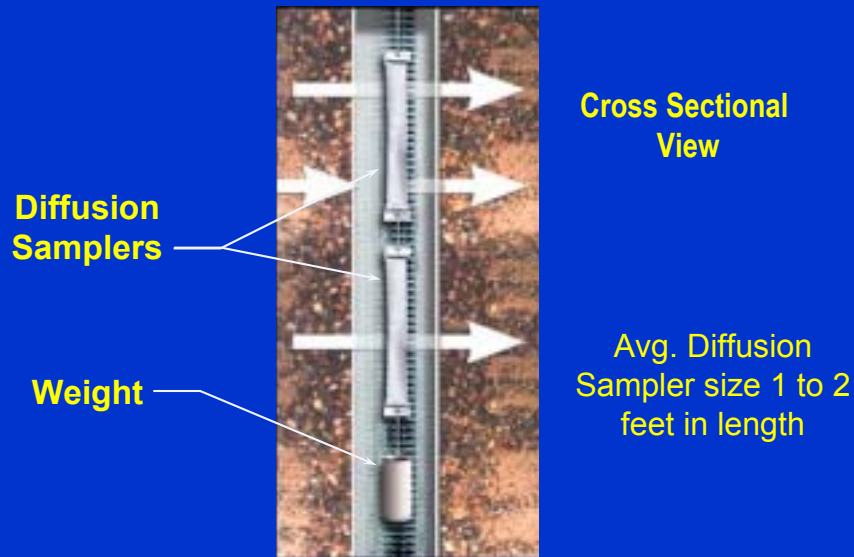 Cross Sectional
View
Diffusion
Samplers
Weight
Avg. Diffusion
Sampler size 1 to 2
feet in length